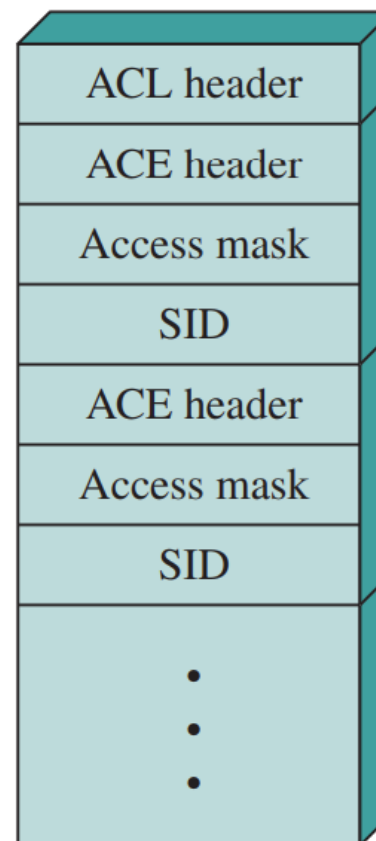 ACL header
ACE header
Access mask
SID
ACE header
Access mask
SID
•
•
•